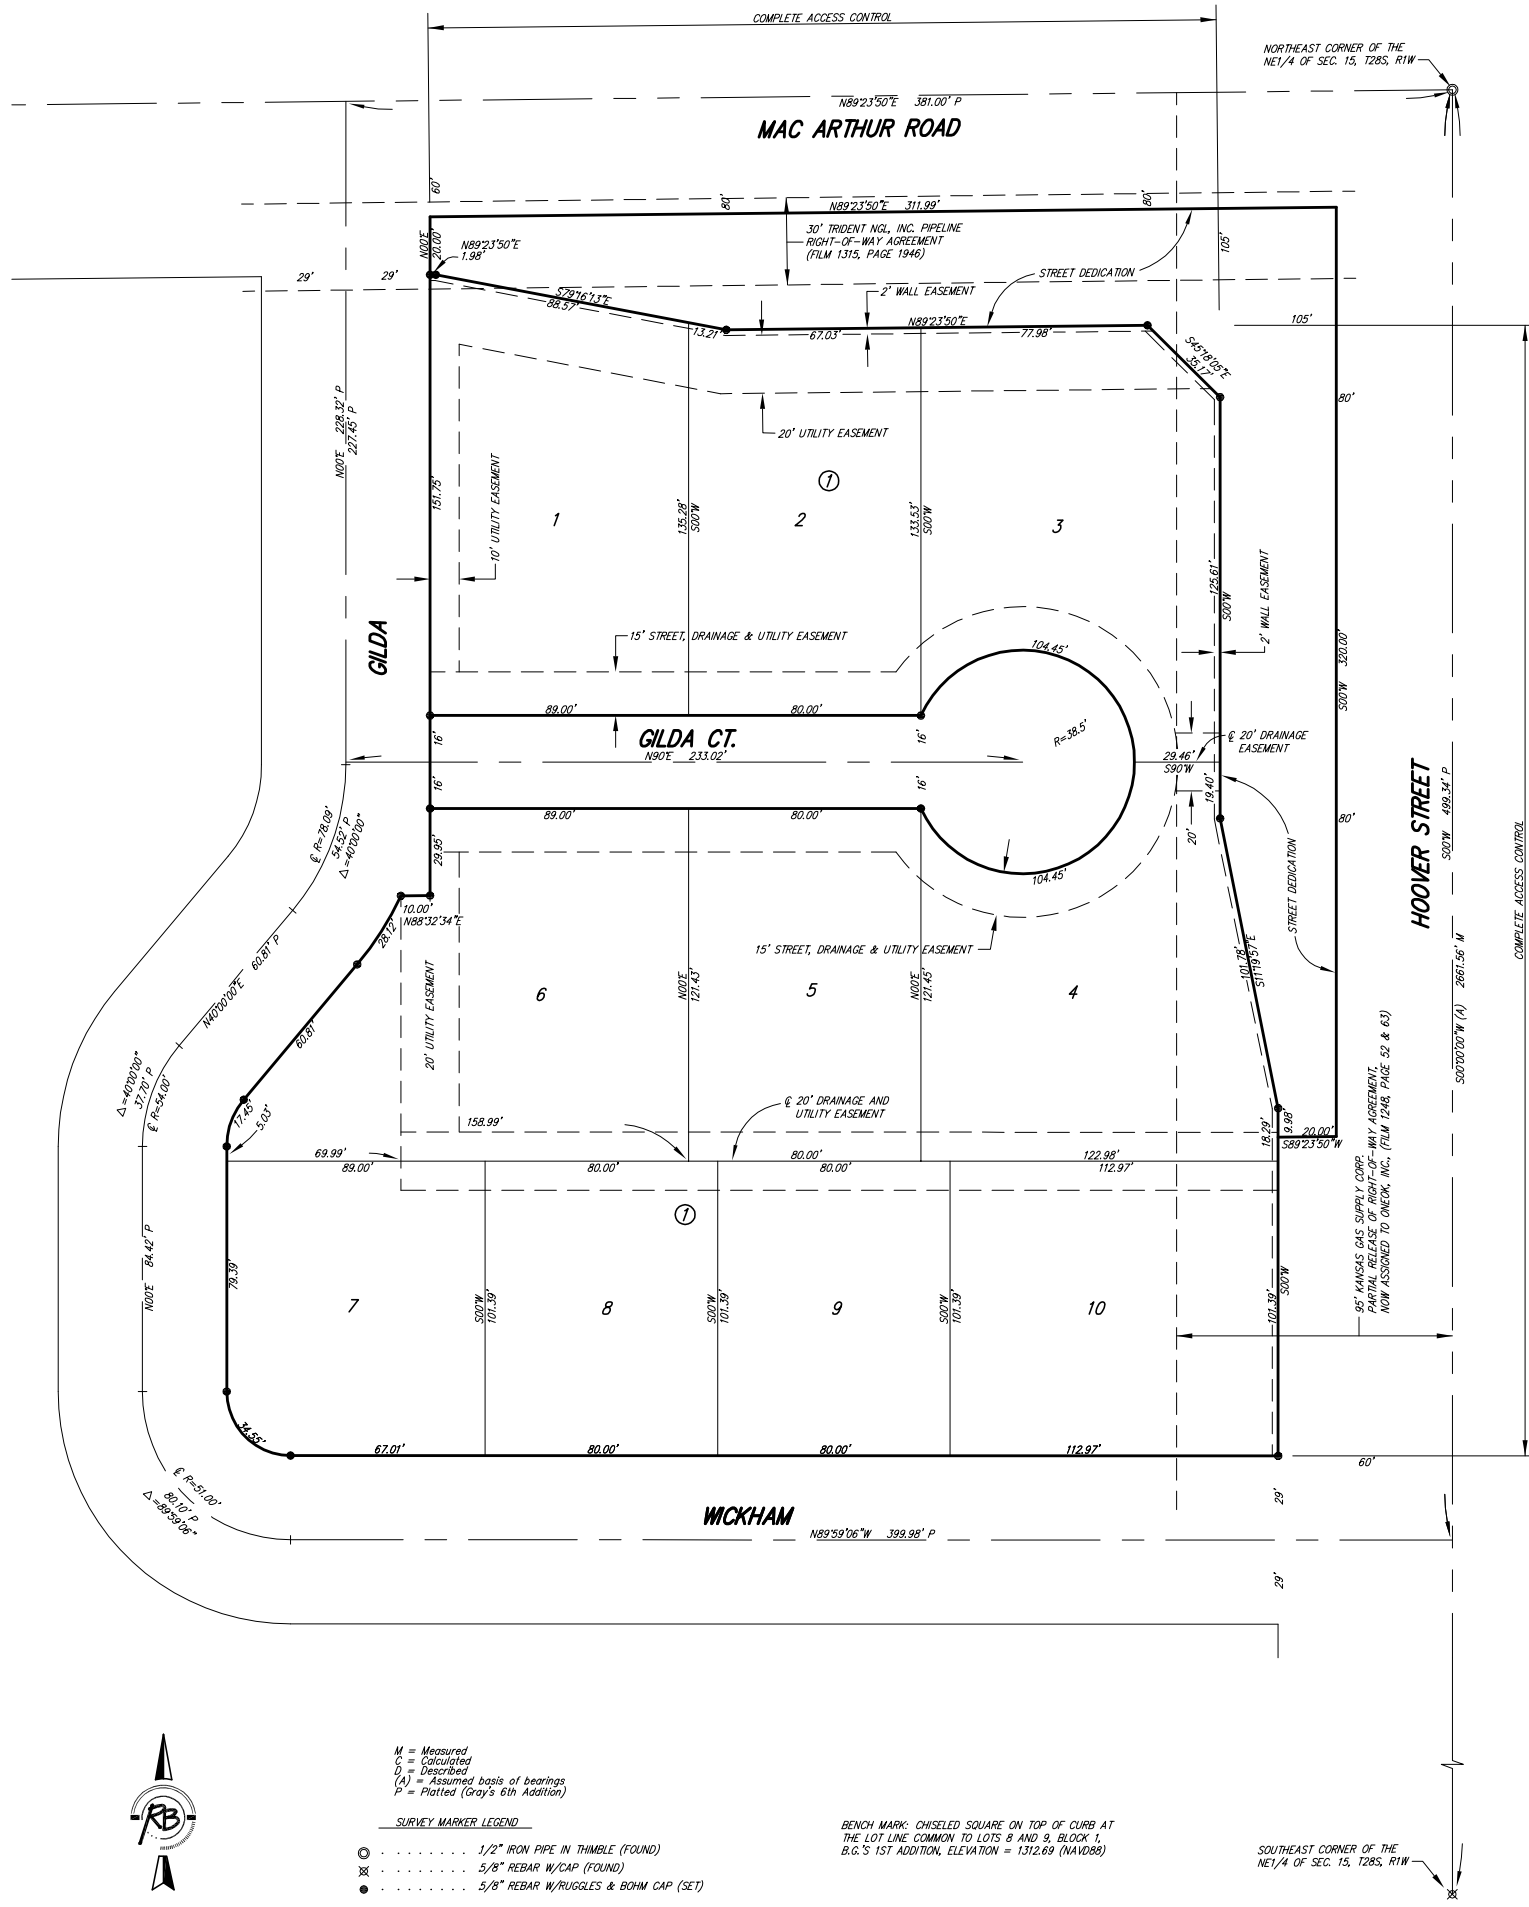 COMPLETE ACCESS CONTROL
NORTHEAST CORNER OF THE
NE1/4 OF SEC. 15, T28S, R1W
N89°23'50"E 381.00' P
MAC ARTHUR ROAD
60'
80'
80'
N89°23'50"E 311.99'
30' TRIDENT NGL, INC. PIPELINE
RIGHT-OF-WAY AGREEMENT
(FILM 1315, PAGE 1946)
N00°E
20.00'
N89°23'50"E
1.98'
105'
29'
29'
STREET DEDICATION
S79°16'13"E
88.57'
2' WALL EASEMENT
13.21'
67.03'
N89°23'50"E
77.98'
105'
S45°18'05"E
35.17'
80'
N00°E 228.32' P
227.45' P
20' UTILITY EASEMENT
151.75'
10' UTILITY EASEMENT
1
135.28'
S00°W
1
2
133.53'
S00°W
3
125.61'
S00°W
2' WALL EASEMENT
GILDA
15' STREET, DRAINAGE & UTILITY EASEMENT
104.45'
S00°W 320.00'
89.00'
80.00'
16'
GILDA CT.
16'
R=38.5'
N90°E 233.02'
℄ 20' DRAINAGE
EASEMENT
29.46'
S90°W
16'
16'
19.40'
89.00'
80.00'
80'
20'
HOOVER STREET
S00°W 499.34' P
COMPLETE ACCESS CONTROL
℄ R=78.09'
54.52' P
△=40°00'00"
29.95'
STREET DEDICATION
104.45'
10.00'
N88°32'34"E
28.12'
15' STREET, DRAINAGE & UTILITY EASEMENT
N40°00'00"E 60.81' P
60.81'
20' UTILITY EASEMENT
6
N00°E
121.43'
5
N00°E
121.45'
4
101.78'
S11°19'57"E
S00°00'00"W (A) 2661.56' M
△=40°00'00"
37.70' P
℄ R=54.00'
17.45'
5.03'
158.99'
℄ 20' DRAINAGE AND
UTILITY EASEMENT
18.29'
9.98'
20.00'
S89°23'50"W
69.99'
89.00'
80.00'
80.00'
80.00'
122.98'
112.97'
1
95' KANSAS GAS SUPPLY CORP.
PARTIAL RELEASE OF RIGHT-OF-WAY AGREEMENT,
NOW ASSIGNED TO ONEOK, INC., (FILM 1248, PAGE 52 & 63)
N00°E 84.42' P
79.39'
7
S00°W
101.39'
8
S00°W
101.39'
9
S00°W
101.39'
10
101.39'
S00°W
34.55'
67.01'
80.00'
80.00'
112.97'
60'
℄ R=51.00'
80.10' P
△=89°59'06"
WICKHAM
29'
N89°59'06"W 399.98' P
29'
M = Measured
C = Calculated
D = Described
(A) = Assumed basis of bearings
P = Platted (Gray's 6th Addition)
SURVEY MARKER LEGEND
. . . . . . . . 1/2" IRON PIPE IN THIMBLE (FOUND)
. . . . . . . . 5/8" REBAR W/CAP (FOUND)
. . . . . . . . 5/8" REBAR W/RUGGLES & BOHM CAP (SET)
RB
BENCH MARK: CHISELED SQUARE ON TOP OF CURB AT
THE LOT LINE COMMON TO LOTS 8 AND 9, BLOCK 1,
B.G.'S 1ST ADDITION, ELEVATION = 1312.69 (NAVD88)
SOUTHEAST CORNER OF THE
NE1/4 OF SEC. 15, T28S, R1W